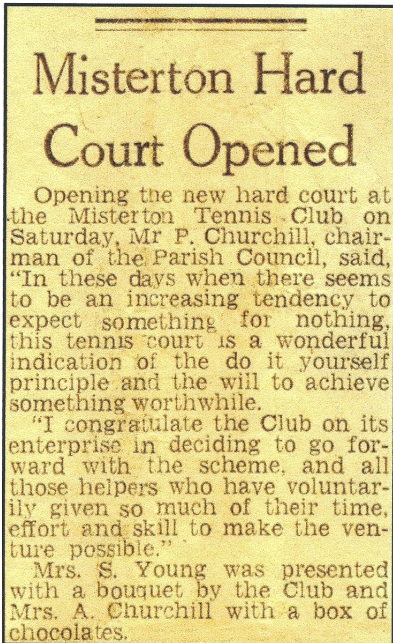 Misterton Hard
Court Opened
Opening the new hard court at
the Misterton Tennis Club on
Saturday, Mr P. Churchill, chair-
man of the Parish Council, said,
"In these days when there seems
to be an increasing tendency to
expect something for nothing,
this tennis court is a wonderful
indication of the do it yourself
principle and the will to achieve
something worthwhile.
"I congratulate the Club on its
enterprise in deciding to go for-
ward with the scheme, and all
those helpers who have voluntar-
ily given so much of their time,
effort and skill to make the ven-
ture possible."
Mrs. S. Young was presented
with a bouquet by the Club and
Mrs. A. Churchill with a box of
chocolates.